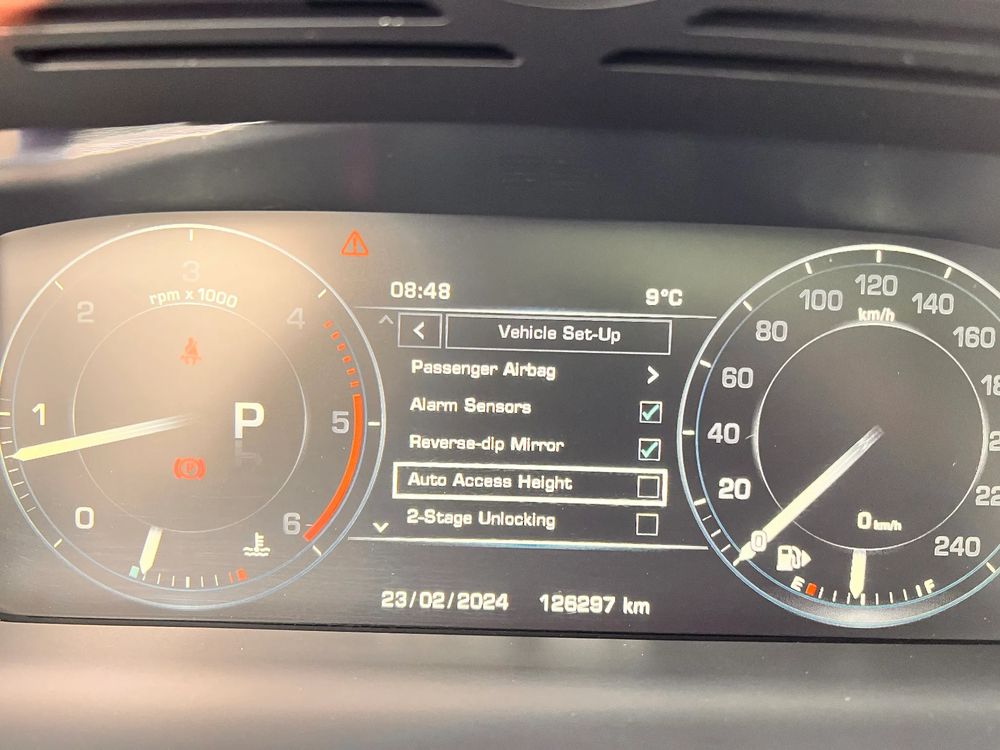 08:48
9°C
<
Vehicle Set-Up
Passenger Airbag >
Alarm Sensors
Reverse-dip Mirror
Auto Access Height
2-Stage Unlocking
23/02/2024 126297 km
0
1
2
3
4
5
6
rpm x 1000
P
0
20
40
60
80
100
120
140
160
240
km/h
0 km/h
E
F